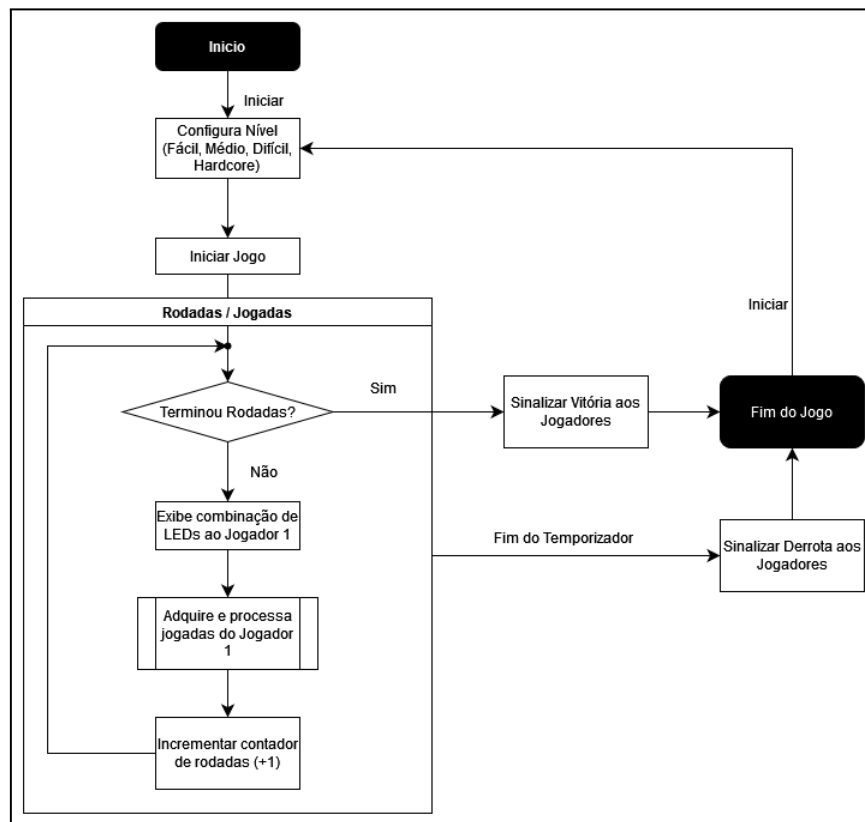 Inicio
Iniciar
Configura Nível
(Fácil, Médio, Difícil,
Hardcore)
Iniciar Jogo
Rodadas / Jogadas
Iniciar
Terminou Rodadas?
Sim
Sinalizar Vitória aos
Jogadores
Fim do Jogo
Não
Exibe combinação de
LEDs ao Jogador 1
Fim do Temporizador
Sinalizar Derrota aos
Jogadores
Adquire e processa
jogadas do Jogador
1
Incrementar contador
de rodadas (+1)